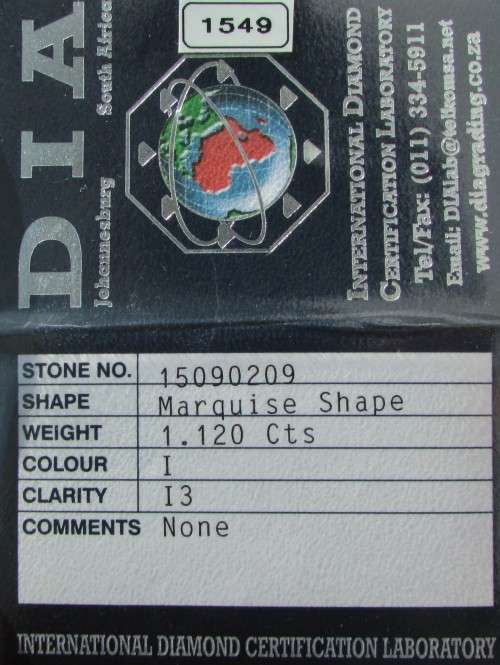 1549
DIA
Johannesburg South Africa
INTERNATIONAL DIAMOND
CERTIFICATION LABORATORY
Tel/Fax: (011) 334-5911
Email: DIAlab@telkomsa.net
www.diagrading.co.za
STONE NO. 15090209
SHAPE Marquise Shape
WEIGHT 1.120 Cts
COLOUR I
CLARITY I3
COMMENTS None
INTERNATIONAL DIAMOND CERTIFICATION LABORATORY